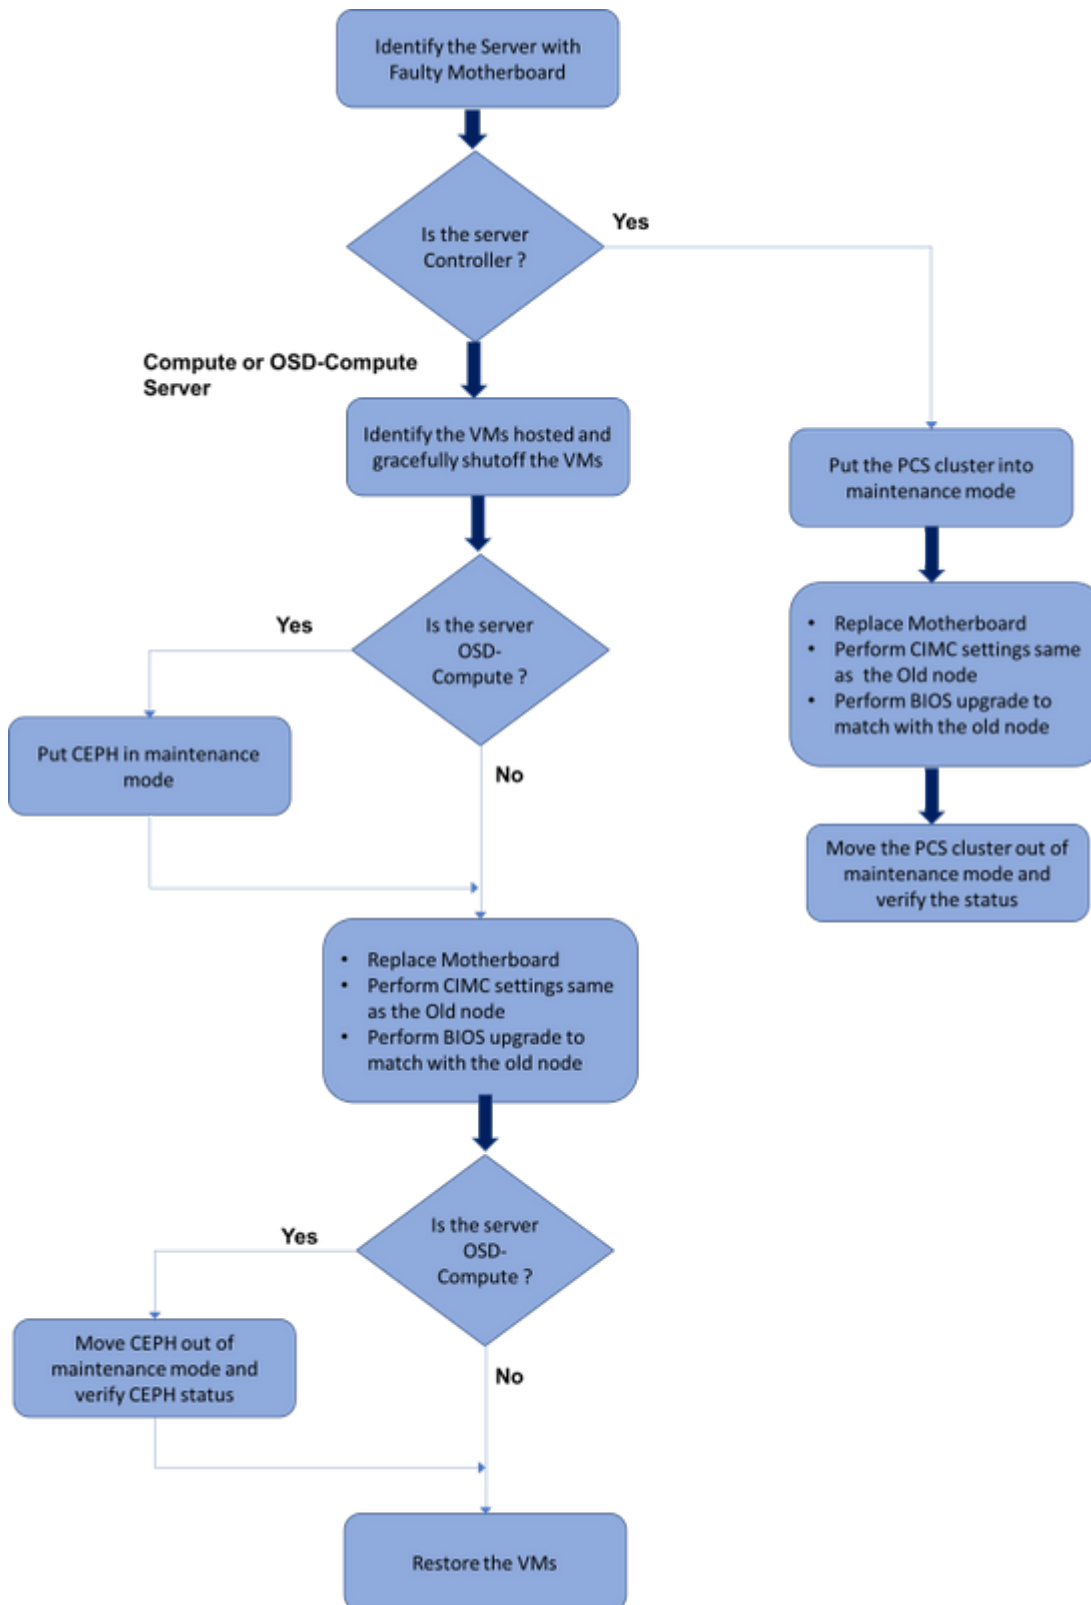 Identify the Server with
Faulty Motherboard
Is the server
Controller ?
Yes
Compute or OSD-Compute
Server
Identify the VMs hosted and
gracefully shutoff the VMs
Put the PCS cluster into
maintenance mode
Is the server
OSD-
Compute ?
Yes
No
Put CEPH in maintenance
mode
• Replace Motherboard
• Perform CIMC settings same
as the Old node
• Perform BIOS upgrade to
match with the old node
Move the PCS cluster out of
maintenance mode and
verify the status
• Replace Motherboard
• Perform CIMC settings same
as the Old node
• Perform BIOS upgrade to
match with the old node
Is the server
OSD-
Compute ?
Yes
No
Move CEPH out of
maintenance mode and
verify CEPH status
Restore the VMs